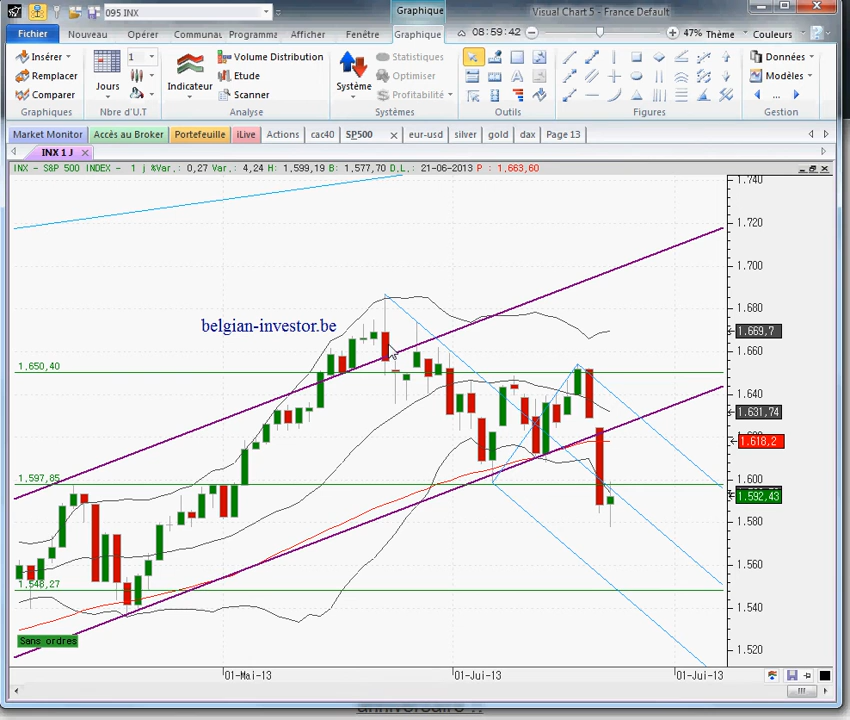 095 INX
Graphique
Visual Chart 5 - France Default
Fichier Nouveau Opérer Communau Programma Afficher Fenêtre Graphique 08:59:42 47% Thème Couleurs
Insérer
Remplacer
Comparer
Graphiques
Jours
1
Nbre d'U.T
Indicateur
Volume Distribution
Etude
Scanner
Analyse
Système
Statistiques
Optimiser
Profitabilité
Systèmes
Outils
Figures
Données
Modèles
...
Gestion
Market Monitor Accés au Broker Portefeuille iLive Actions cac40 SP500 eur-usd silver gold dax Page 13
INX 1 J
INX - S&P 500 INDEX - 1 j %Var.: 0,27 Var.: 4,24 H: 1.599,19 B: 1.577,70 D,L,: 21-06-2013 P : 1,663,60
1.740
1.720
1.700
1.680
belgian-investor.be
1.669,7
1.660
1.650,40
1.640
1.631,74
1.618,2
1.600
1.597,85
1.592,43
1.580
1.560
1.548,27
1.540
Sans ordres
1.520
01-Mai-13 01-Jui-13 01-Jui-13
anniversaire !!